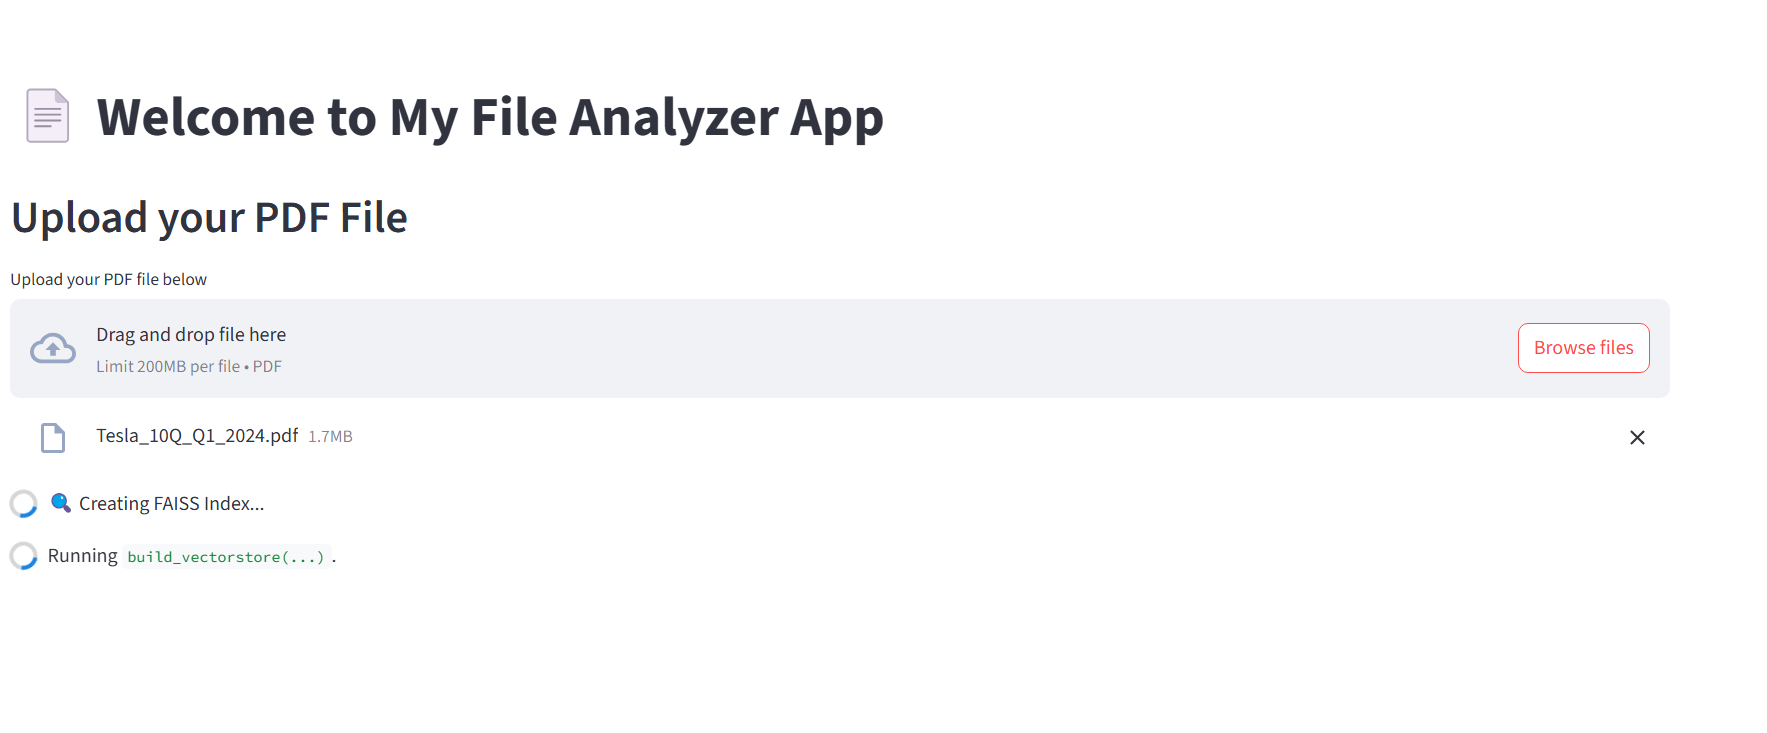 Welcome to My File Analyzer App
Upload your PDF File
Upload your PDF file below
Drag and drop file here
Limit 200MB per file • PDF
Browse files
Tesla_10Q_Q1_2024.pdf 1.7MB
Creating FAISS Index...
Running build_vectorstore(...).